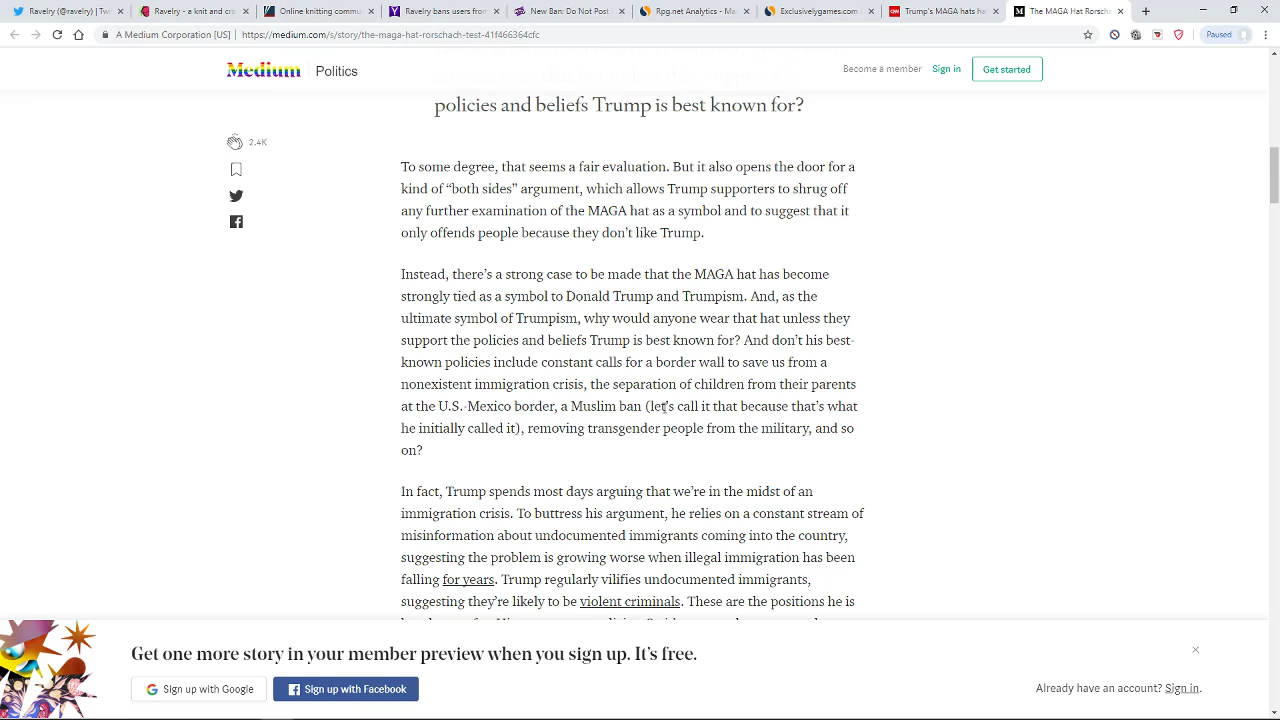 Ravelry (@ravelry) | Tw
Ravelry - a knit and cro
Online knitting commu
Ravelry bans users from
New Ban: Do Not Post
Rpg.net Analytics - Ma
Exclusivelygames.com
Trump's MAGA hats ha
The MAGA Hat Rorsch
A Medium Corporation [US] | https://medium.com/s/story/the-maga-hat-rorschach-test-41f466364cfc
Paused
Medium
Politics
Become a member
Sign in
Get started
policies and beliefs Trump is best known for?
2.4K
To some degree, that seems a fair evaluation. But it also opens the door for a
kind of “both sides” argument, which allows Trump supporters to shrug off
any further examination of the MAGA hat as a symbol and to suggest that it
only offends people because they don’t like Trump.
Instead, there’s a strong case to be made that the MAGA hat has become
strongly tied as a symbol to Donald Trump and Trumpism. And, as the
ultimate symbol of Trumpism, why would anyone wear that hat unless they
support the policies and beliefs Trump is best known for? And don’t his best-
known policies include constant calls for a border wall to save us from a
nonexistent immigration crisis, the separation of children from their parents
at the U.S.-Mexico border, a Muslim ban (let’s call it that because that’s what
he initially called it), removing transgender people from the military, and so
on?
In fact, Trump spends most days arguing that we’re in the midst of an
immigration crisis. To buttress his argument, he relies on a constant stream of
misinformation about undocumented immigrants coming into the country,
suggesting the problem is growing worse when illegal immigration has been
falling for years. Trump regularly vilifies undocumented immigrants,
suggesting they’re likely to be violent criminals. These are the positions he is
Get one more story in your member preview when you sign up. It’s free.
Sign up with Google
Sign up with Facebook
Already have an account? Sign in.